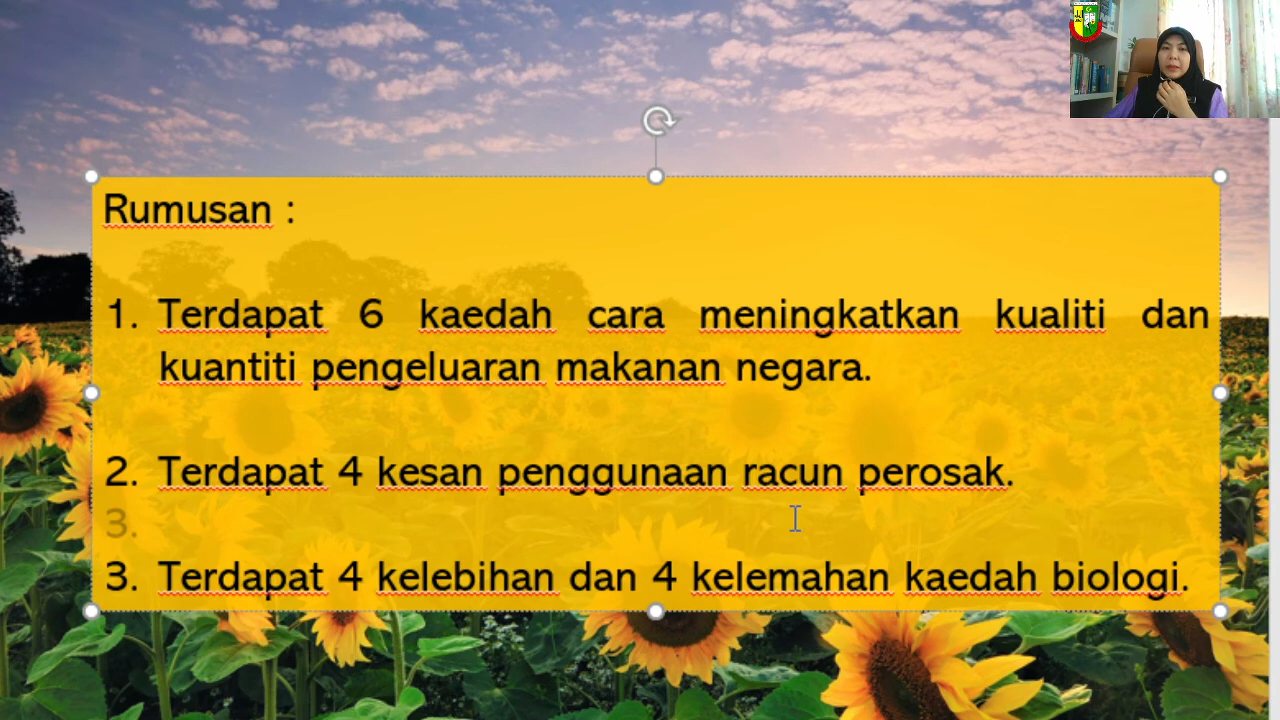 Rumusan :
1. Terdapat 6 kaedah cara meningkatkan kualiti dan
kuantiti pengeluaran makanan negara.
2. Terdapat 4 kesan penggunaan racun perosak.
3.
3. Terdapat 4 kelebihan dan 4 kelemahan kaedah biologi.